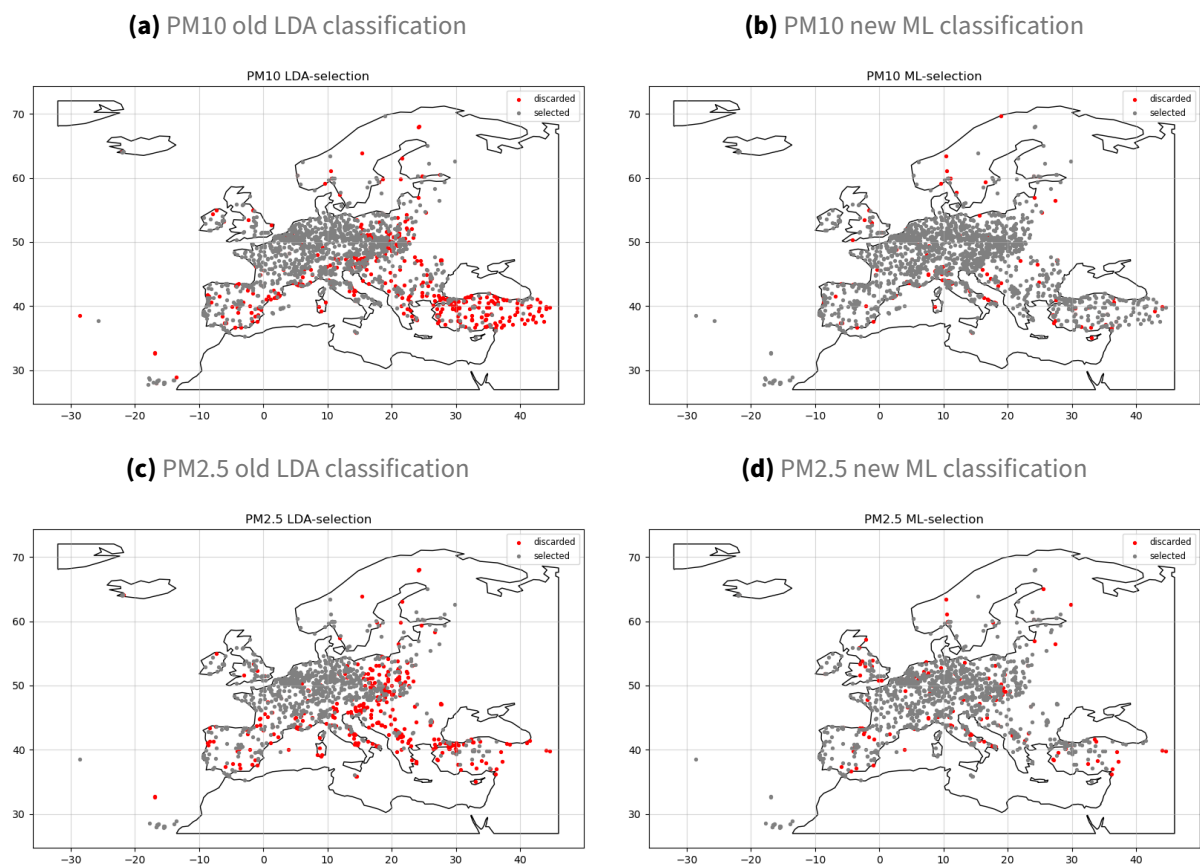 (a) PM10 old LDA classification
(b) PM10 new ML classification
PM10 LDA-selection
discarded
selected
70
60
50
40
30
−30 −20 −10 0 10 20 30 40
PM10 ML-selection
discarded
selected
70
60
50
40
30
−30 −20 −10 0 10 20 30 40
(c) PM2.5 old LDA classification
(d) PM2.5 new ML classification
PM2.5 LDA-selection
discarded
selected
70
60
50
40
30
−30 −20 −10 0 10 20 30 40
PM2.5 ML-selection
discarded
selected
70
60
50
40
30
−30 −20 −10 0 10 20 30 40